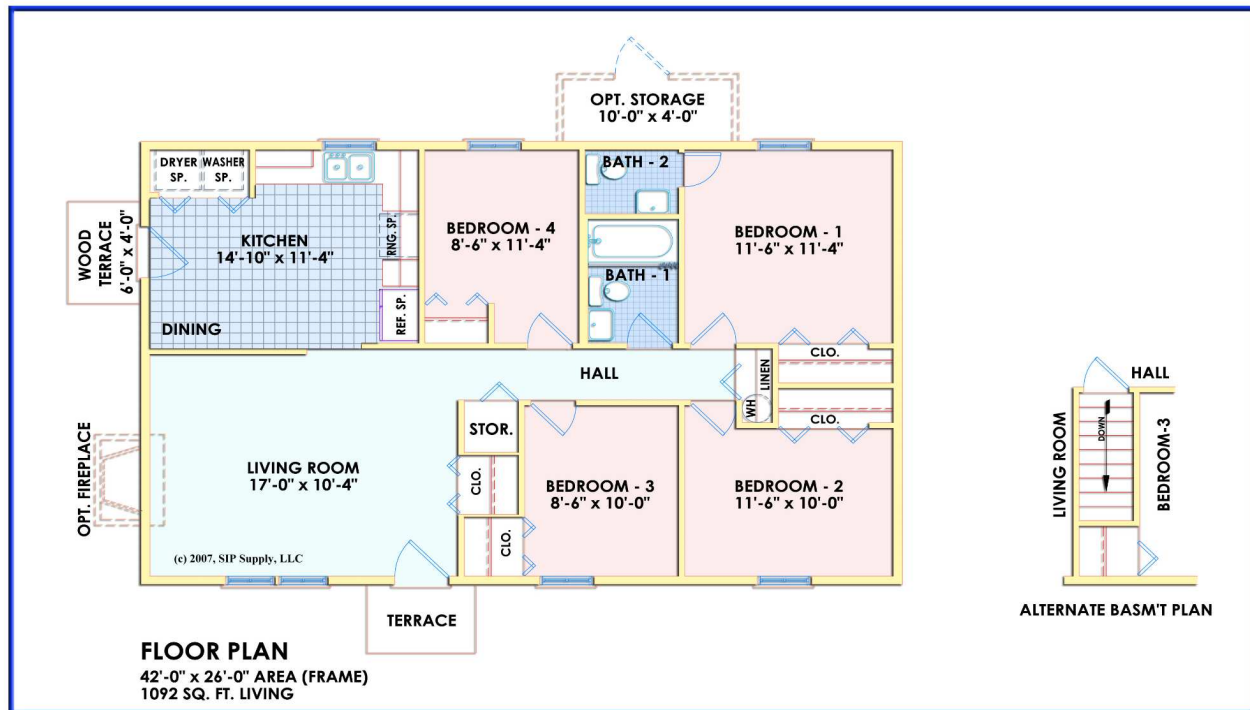 OPT. STORAGE
10'-0" x 4'-0"
DRYER
SP.
WASHER
SP.
BATH - 2
WOOD
TERRACE
6'-0" x 4'-0"
KITCHEN
14'-10" x 11'-4"
RNG. SP.
BEDROOM - 4
8'-6" x 11'-4"
BEDROOM - 1
11'-6" x 11'-4"
BATH - 1
REF. SP.
DINING
CLO.
HALL
LINEN
WH
CLO.
STOR.
OPT. FIREPLACE
LIVING ROOM
17'-0" x 10'-4"
CLO.
BEDROOM - 3
8'-6" x 10'-0"
BEDROOM - 2
11'-6" x 10'-0"
CLO.
(c) 2007, SIP Supply, LLC
TERRACE
HALL
LIVING ROOM
DOWN
BEDROOM-3
ALTERNATE BASM'T PLAN
FLOOR PLAN
42'-0" x 26'-0" AREA (FRAME)
1092 SQ. FT. LIVING